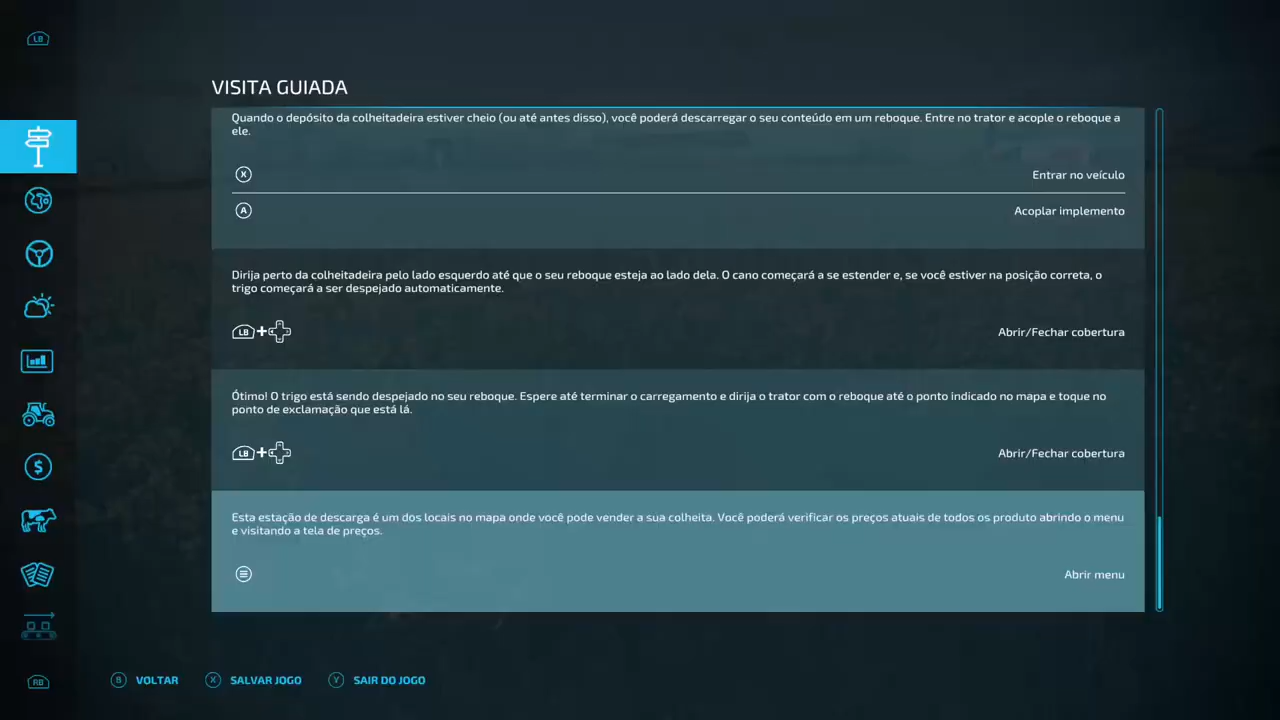 LB
VISITA GUIADA
Quando o depósito da colheitadeira estiver cheio (ou até antes disso), você poderá descarregar o seu conteúdo em um reboque. Entre no trator e acople o reboque a
ele.
X Entrar no veículo
A Acoplar implemento
Dirija perto da colheitadeira pelo lado esquerdo até que o seu reboque esteja ao lado dela. O cano começará a se estender e, se você estiver na posição correta, o
trigo começará a ser despejado automaticamente.
LB + Abrir/Fechar cobertura
Ótimo! O trigo está sendo despejado no seu reboque. Espere até terminar o carregamento e dirija o trator com o reboque até o ponto indicado no mapa e toque no
ponto de exclamação que está lá.
LB + Abrir/Fechar cobertura
Esta estação de descarga é um dos locais no mapa onde você pode vender a sua colheita. Você poderá verificar os preços atuais de todos os produto abrindo o menu
e visitando a tela de preços.
Abrir menu
$
RB
B VOLTAR X SALVAR JOGO Y SAIR DO JOGO